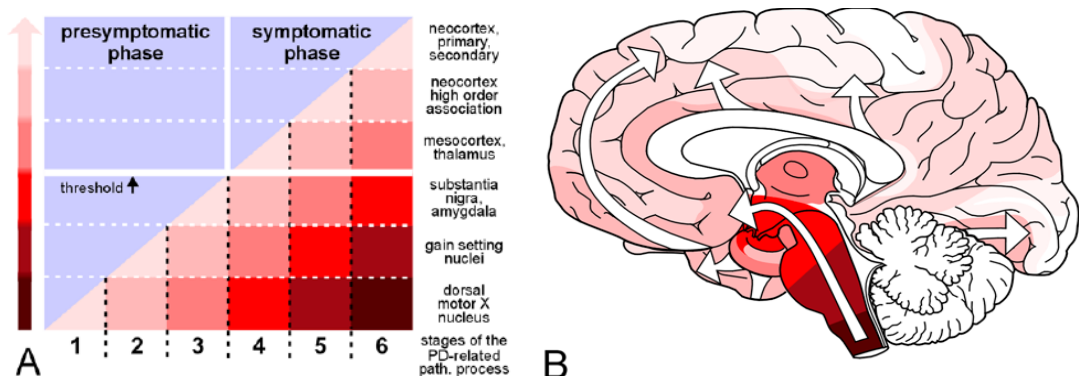 presymptomatic
phase
symptomatic
phase
neocortex,
primary,
secondary
neocortex
high order
association
mesocortex,
thalamus
threshold
substantia
nigra,
amygdala
gain setting
nuclei
dorsal
motor X
nucleus
1 2 3 4 5 6
stages of the
PD-related
path. process
A
B